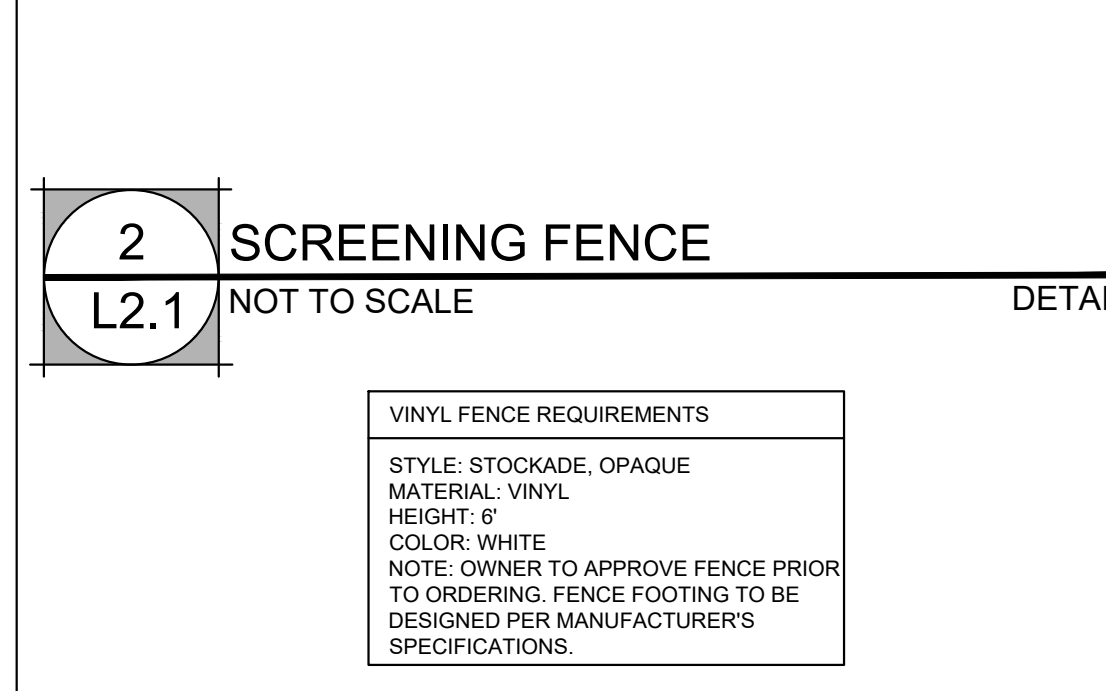 2
SCREENING FENCE
L2.1
NOT TO SCALE
VINYL FENCE REQUIREMENTS
STYLE: STOCKADE, OPAQUE
MATERIAL: VINYL
HEIGHT: 6'
COLOR: WHITE
NOTE: OWNER TO APPROVE FENCE PRIOR
TO ORDERING. FENCE FOOTING TO BE
DESIGNED PER MANUFACTURER'S
SPECIFICATIONS.